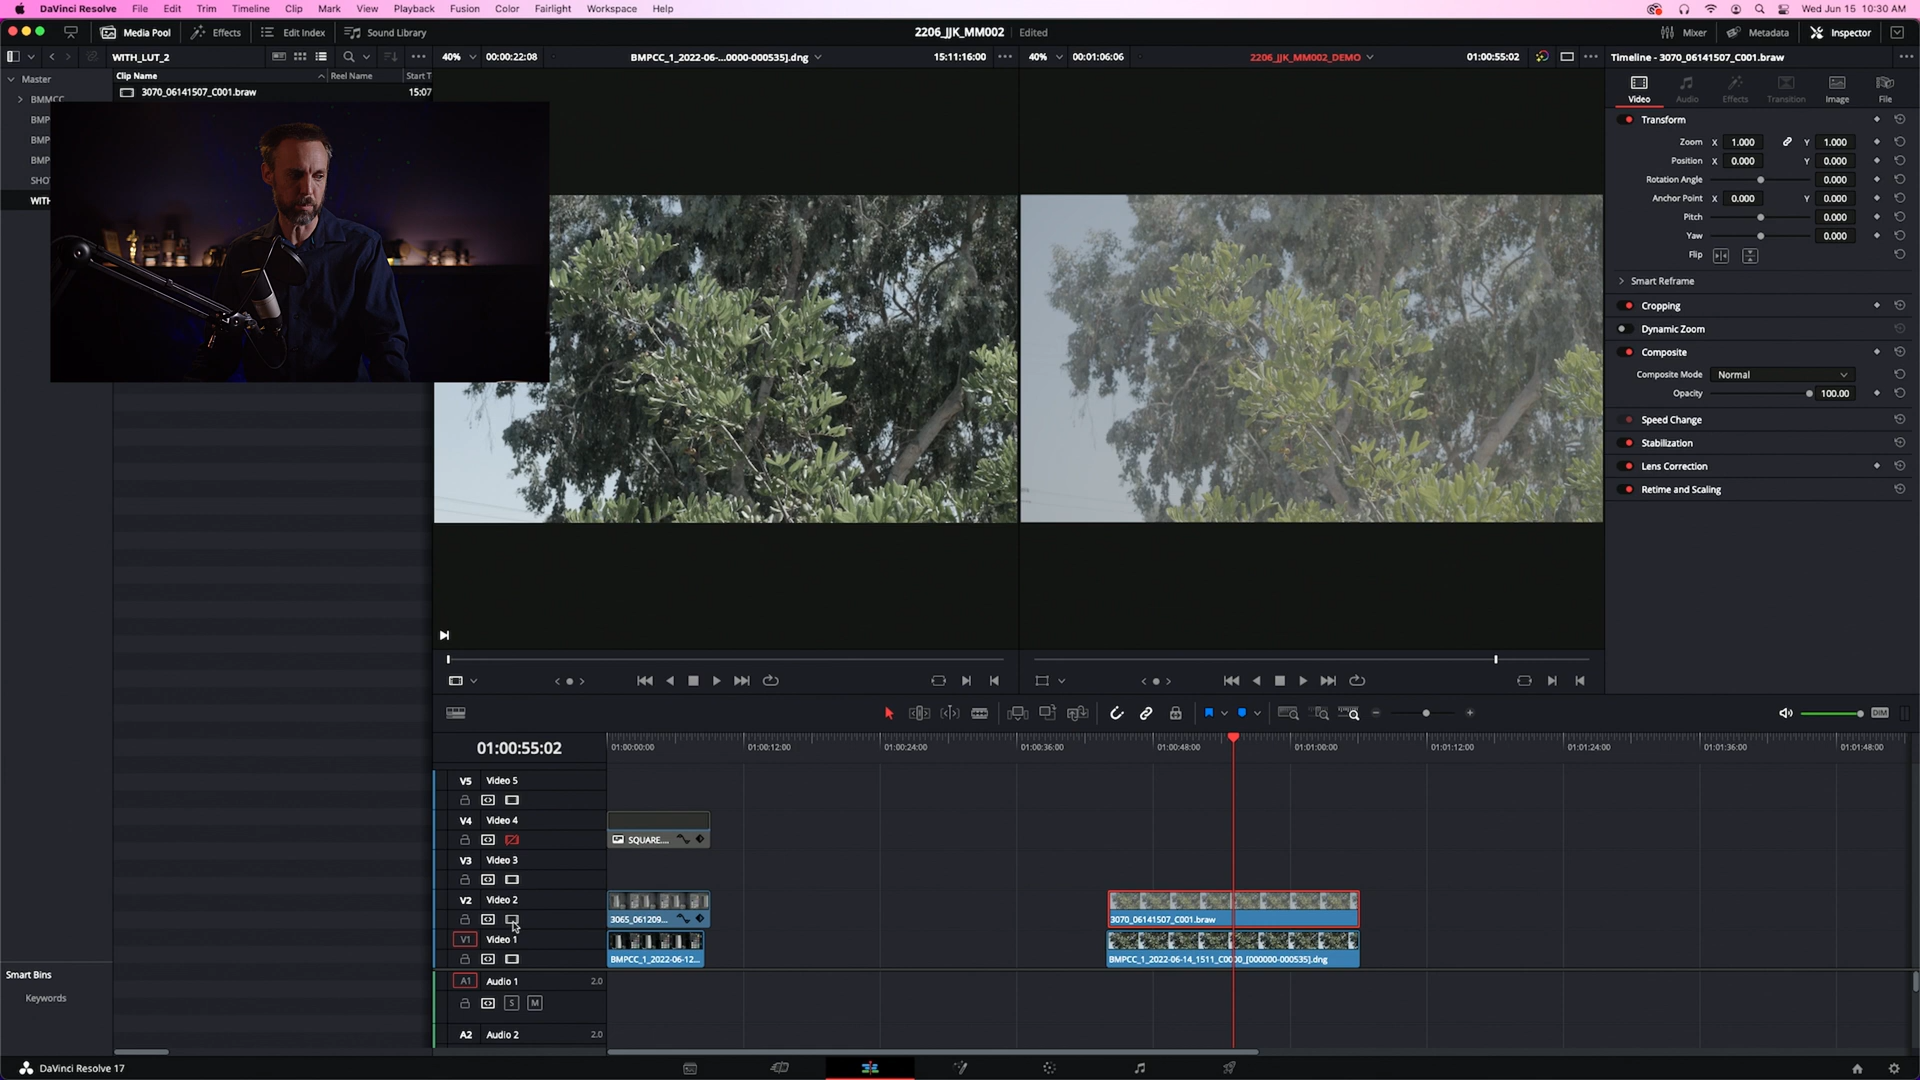 DaVinci Resolve File Edit Trim Timeline Clip Mark View Playback Fusion Color Fairlight Workspace Help Wed Jun 15 10:30 AM
Media Pool Effects Edit Index Sound Library 2206_JJK_MM002 Edited Mixer Metadata Inspector
WITH_LUT_2 40% 00:00:22:08 BMPCC_1_2022-06-...0000-000535].dng 15:11:16:00 40% 00:01:06:06 2206_JJK_MM002_DEMO 01:00:55:02 Timeline - 3070_06141507_C001.braw
Master Clip Name Reel Name Start T
3070_06141507_C001.braw 15:07
BMMCC
BMP
BMP
BMP
SHO
WITH
Video Audio Effects Transition Image File
Transform
Zoom X 1.000 Y 1.000
Position X 0.000 Y 0.000
Rotation Angle 0.000
Anchor Point X 0.000 Y 0.000
Pitch 0.000
Yaw 0.000
Flip
Smart Reframe
Cropping
Dynamic Zoom
Composite
Composite Mode Normal
Opacity 100.00
Speed Change
Stabilization
Lens Correction
Retime and Scaling
DIM
01:00:55:02 01:00:00:00 01:00:12:00 01:00:24:00 01:00:36:00 01:00:48:00 01:01:00:00 01:01:12:00 01:01:24:00 01:01:36:00 01:01:48:00
V5 Video 5
V4 Video 4
SQUARE....
V3 Video 3
V2 Video 2
3065_061209... 3070_06141507_C001.braw
V1 Video 1
BMPCC_1_2022-06-12... BMPCC_1_2022-06-14_1511_C0000_[000000-000535].dng
A1 Audio 1 2.0
S M
A2 Audio 2 2.0
Smart Bins
Keywords
DaVinci Resolve 17